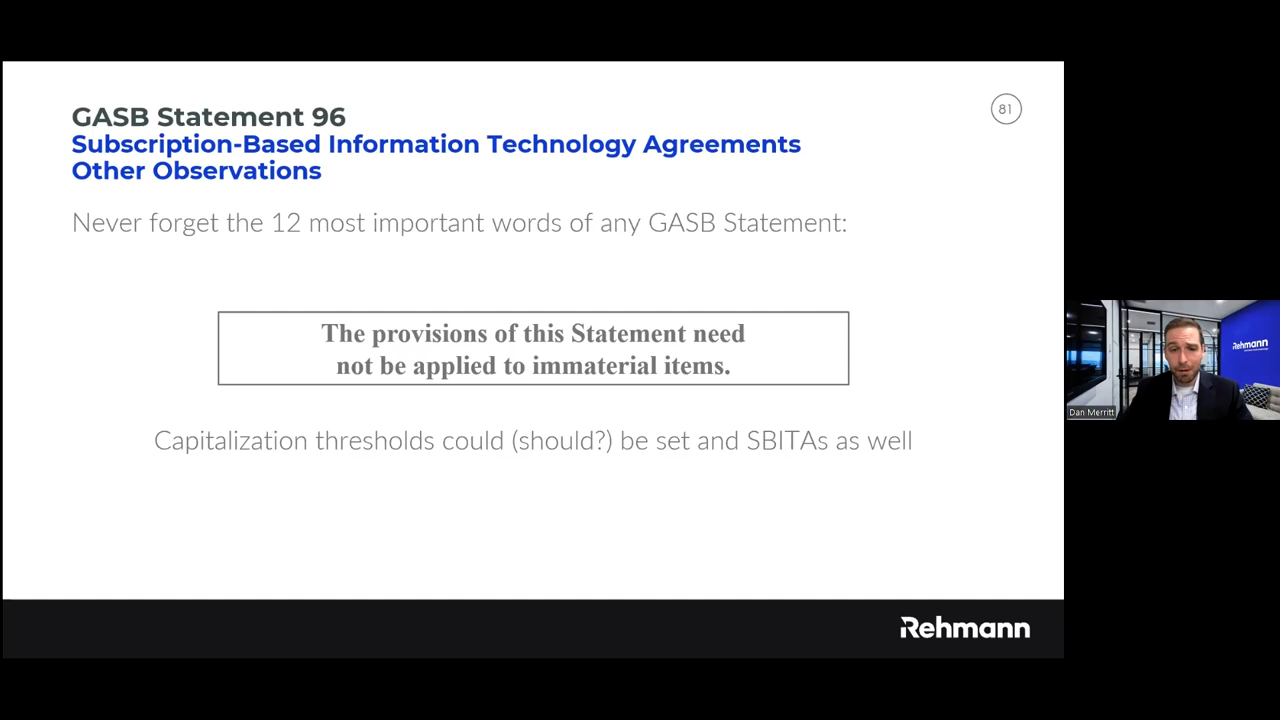 GASB Statement 96
81
Subscription-Based Information Technology Agreements
Other Observations
Never forget the 12 most important words of any GASB Statement:
The provisions of this Statement need
not be applied to immaterial items.
Capitalization thresholds could (should?) be set and SBITAs as well
Rehmann
Dan Merritt
Rehmann